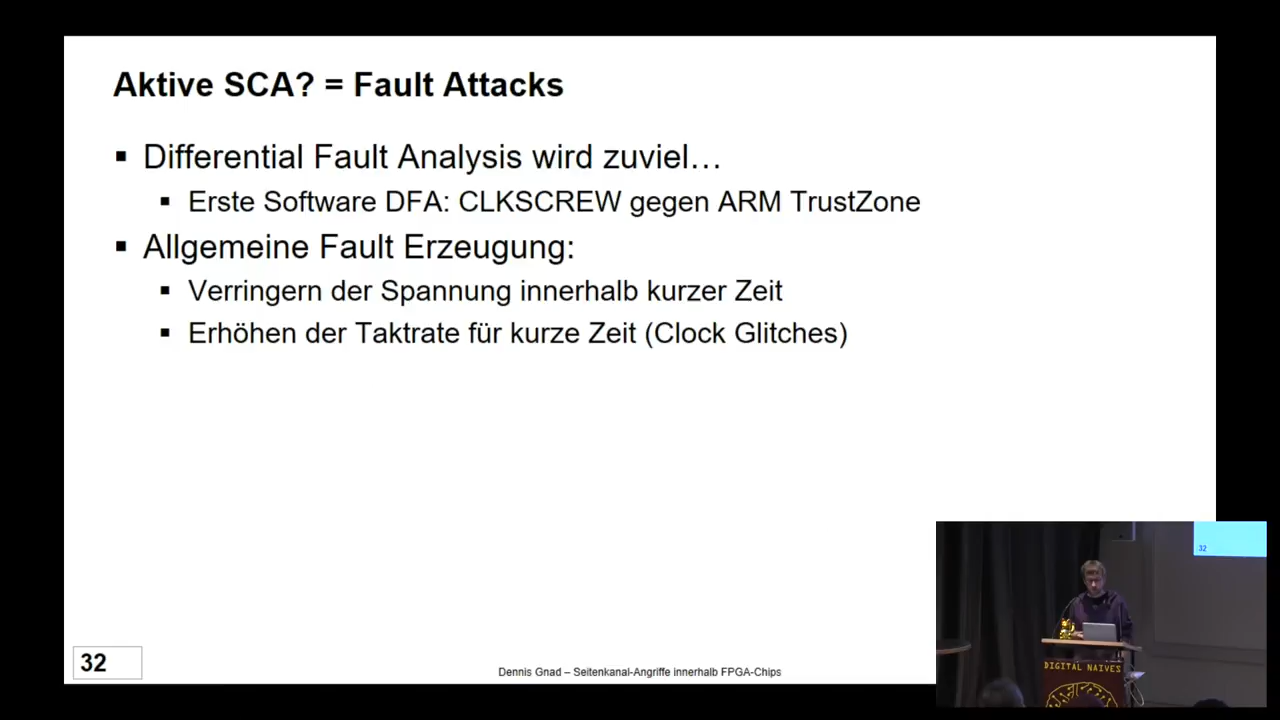 Aktive SCA? = Fault Attacks
Differential Fault Analysis wird zuviel…
Erste Software DFA: CLKSCREW gegen ARM TrustZone
Allgemeine Fault Erzeugung:
Verringern der Spannung innerhalb kurzer Zeit
Erhöhen der Taktrate für kurze Zeit (Clock Glitches)
32
Dennis Gnad – Seitenkanal-Angriffe innerhalb FPGA-Chips
32
DIGITAL NAIVES